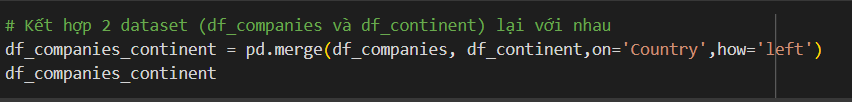 # Kết hợp 2 dataset (df_companies và df_continent) lại với nhau
df_companies_continent = pd.merge(df_companies, df_continent,on='Country',how='left')
df_companies_continent